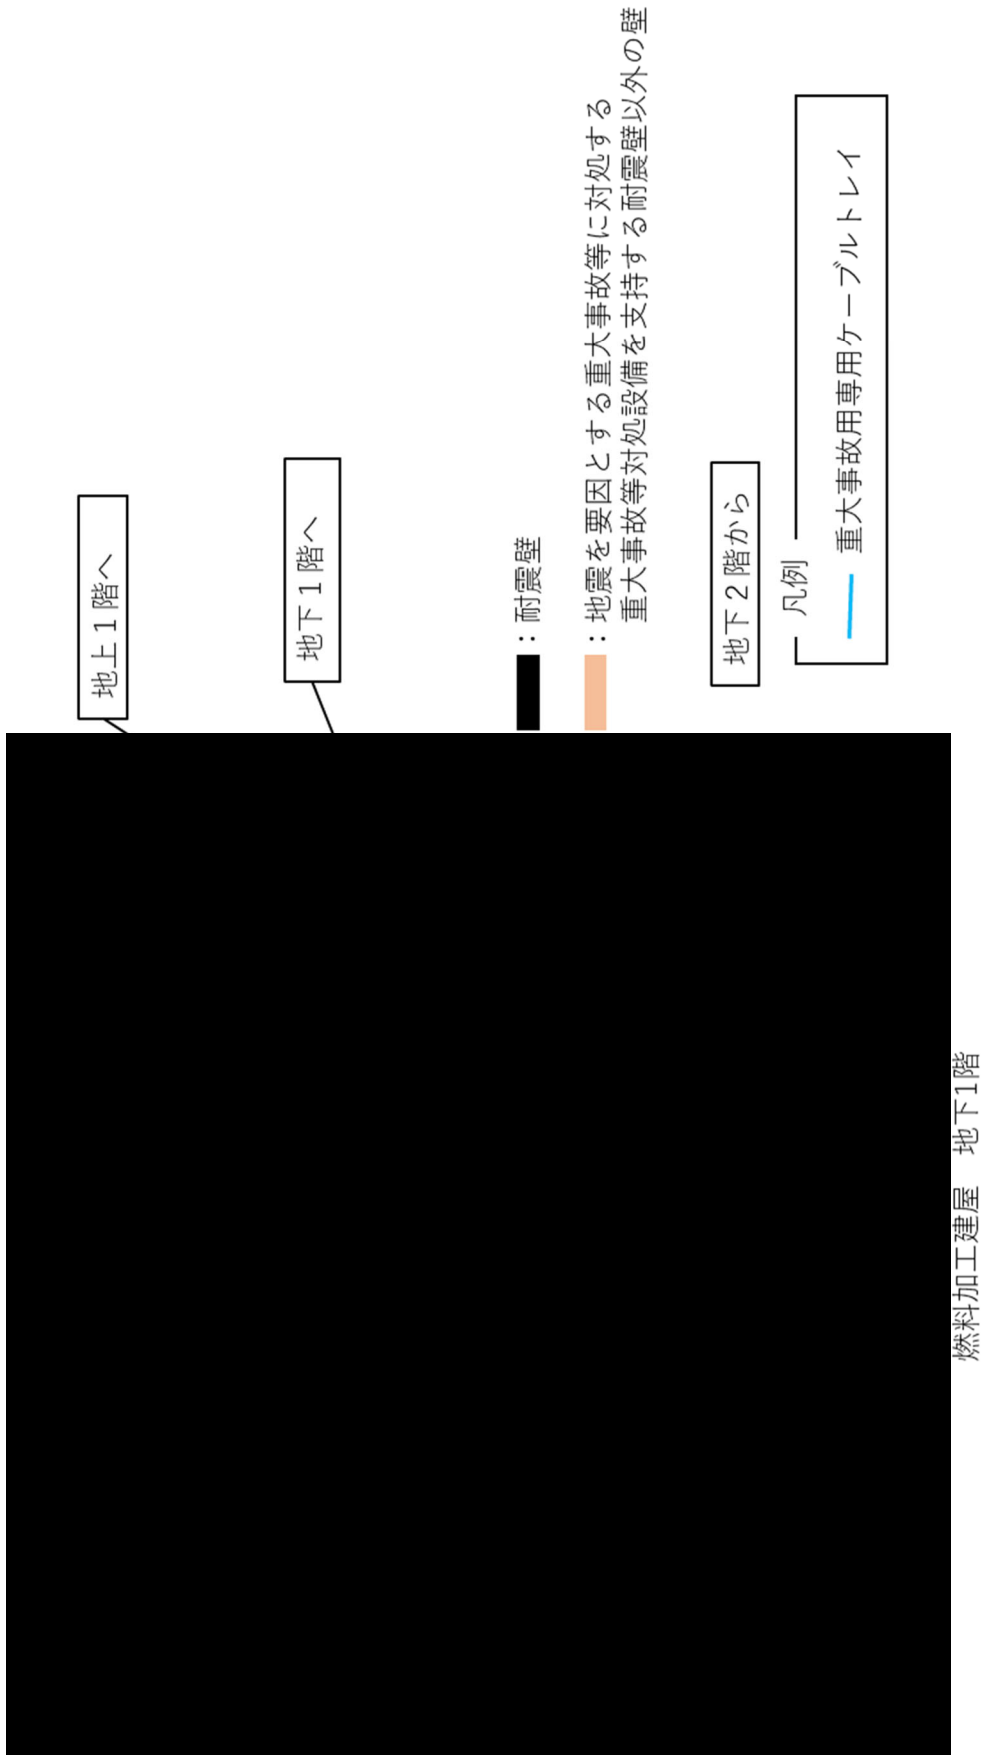 地上１階へ
地下１階へ
：耐震壁
：地震を要因とする重大事故等に対処する
重大事故等対処設備を支持する耐震壁以外の壁
地下２階から
凡例
重大事故用専用ケーブルトレイ
燃料加工建屋　地下1階